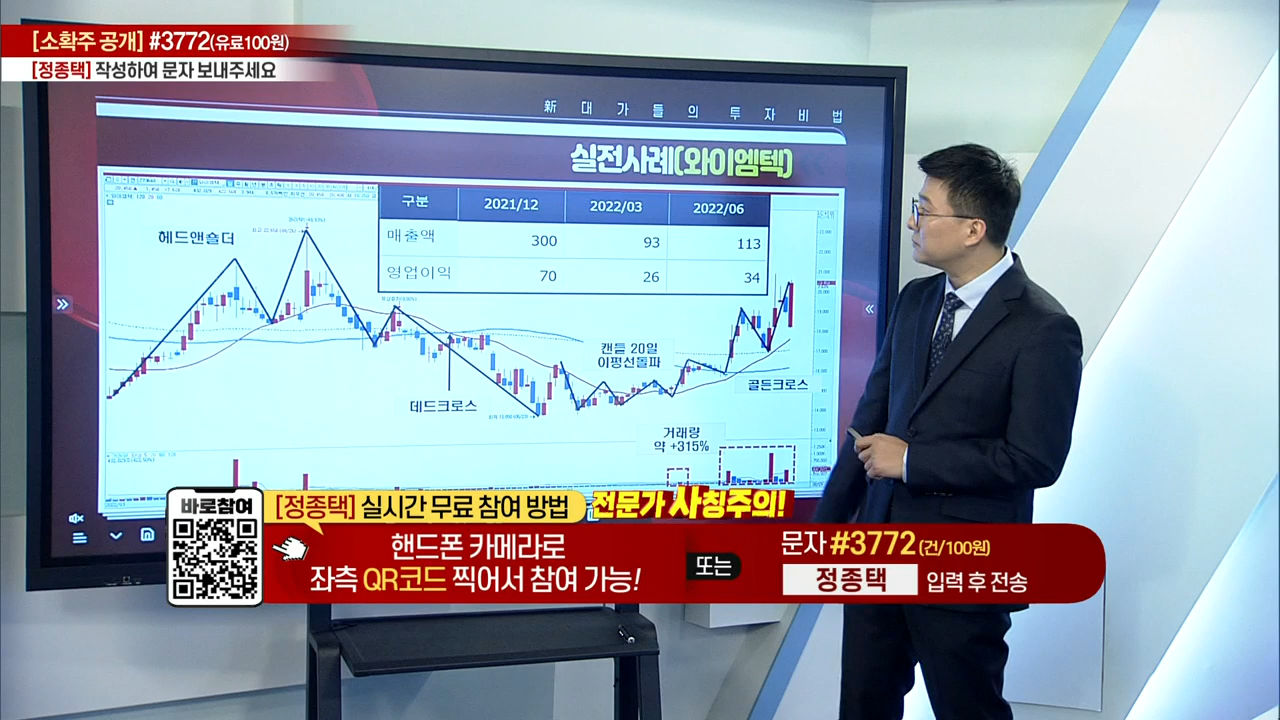 [소확주 공개] #3772(유료100원)
[정종택] 작성하여 문자 보내주세요
新 대가들의 투자비법
실전사례(와이엠텍)
구분 2021/12 2022/03 2022/06
매출액 300 93 113
영업이익 70 26 34
헤드앤숄더
캔들 20일
이평선돌파
골든크로스
데드크로스
거래량
약 +315%
바로참여
[정종택] 실시간 무료 참여 방법
전문가 사칭주의!
핸드폰 카메라로
좌측 QR코드 찍어서 참여 가능!
또는
문자 #3772 (건/100원)
정종택 입력 후 전송